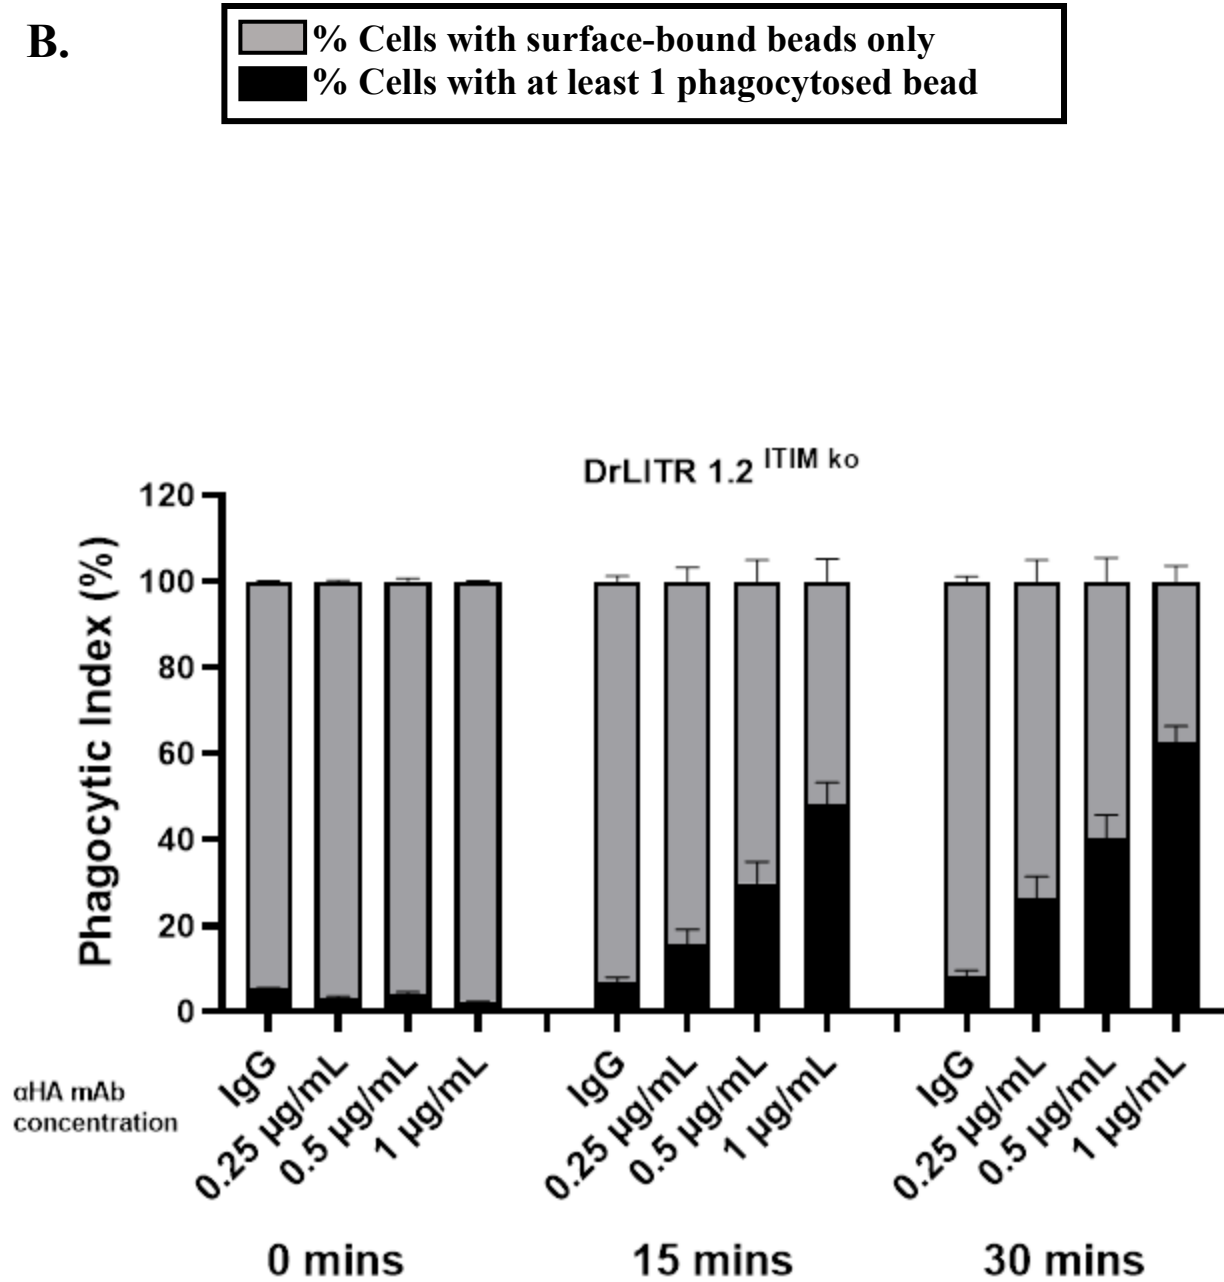 B.
% Cells with surface-bound beads only
% Cells with at least 1 phagocytosed bead
DrLITR 1.2 ITIM ko
Phagocytic Index (%)
120
100
80
60
40
20
0
αHA mAb
concentration
IgG
0.25 µg/mL
0.5 µg/mL
1 µg/mL
IgG
0.25 µg/mL
0.5 µg/mL
1 µg/mL
IgG
0.25 µg/mL
0.5 µg/mL
1 µg/mL
0 mins
15 mins
30 mins